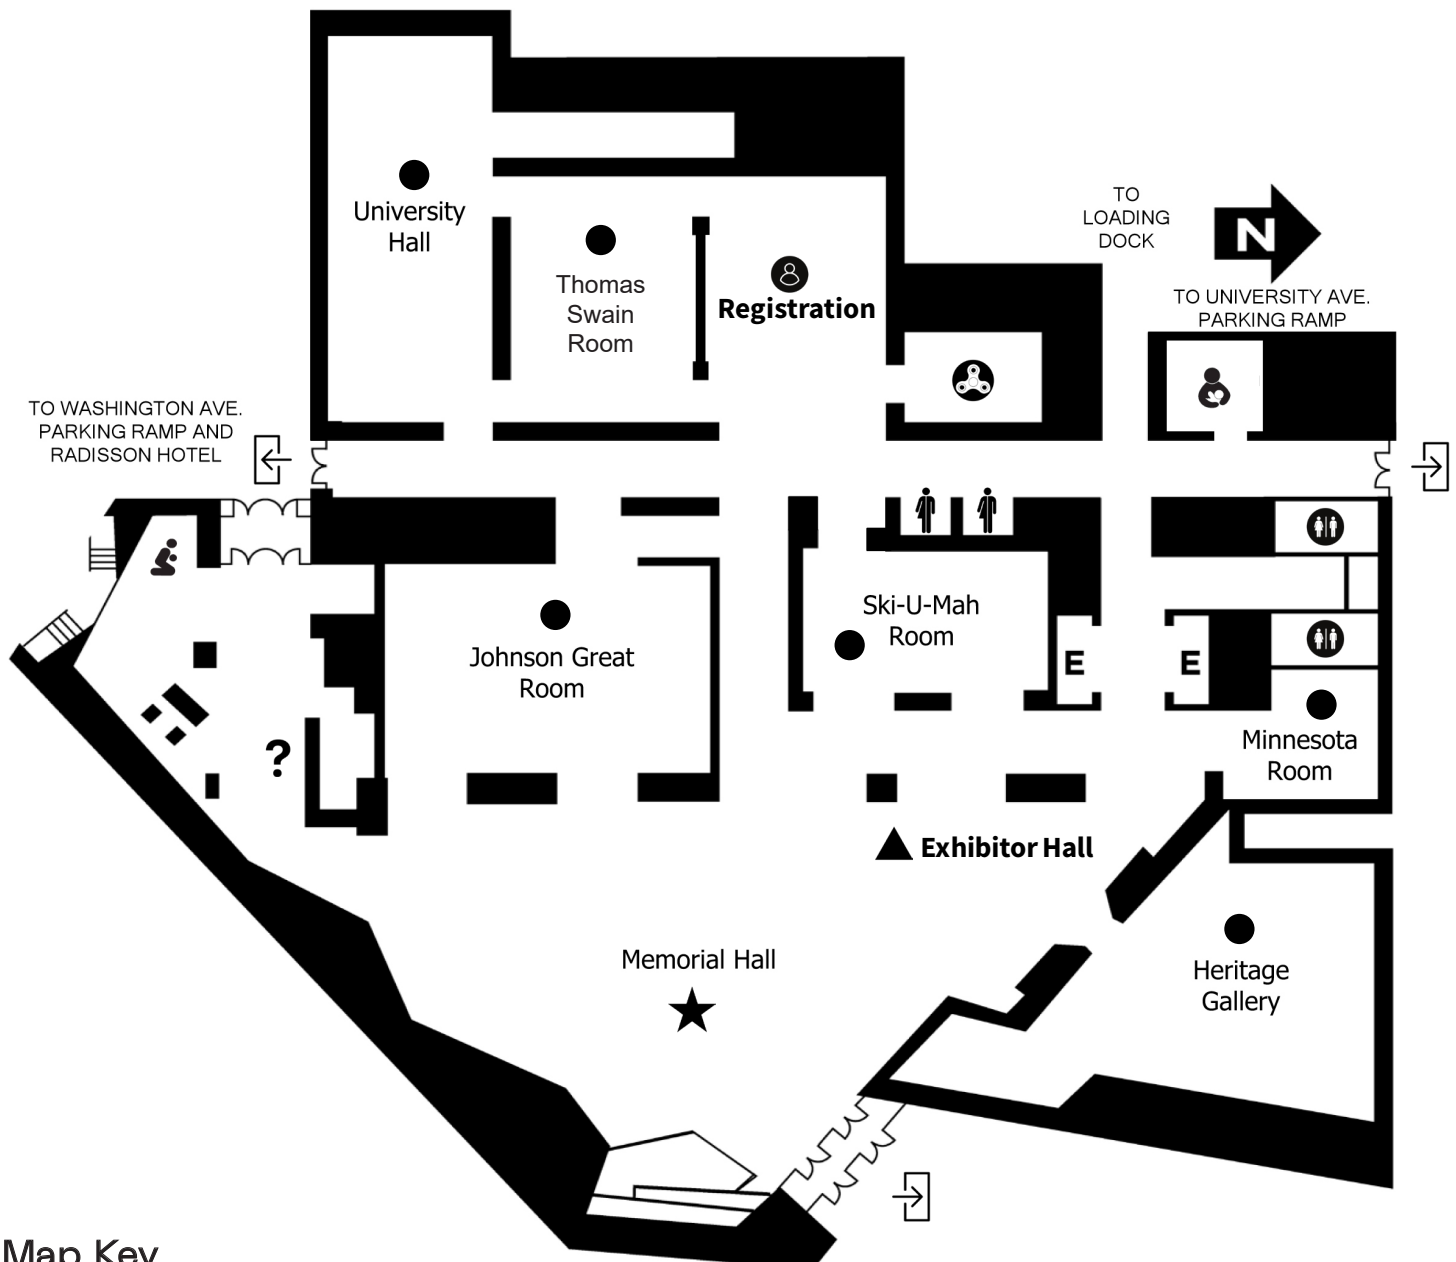 University
Hall
Thomas
Swain
Room
Registration
TO
LOADING
DOCK
N
TO UNIVERSITY AVE.
PARKING RAMP
TO WASHINGTON AVE.
PARKING RAMP AND
RADISSON HOTEL
Ski-U-Mah
Room
Johnson Great
Room
E
E
Minnesota
Room
?
Exhibitor Hall
Memorial Hall
Heritage
Gallery
Map Key